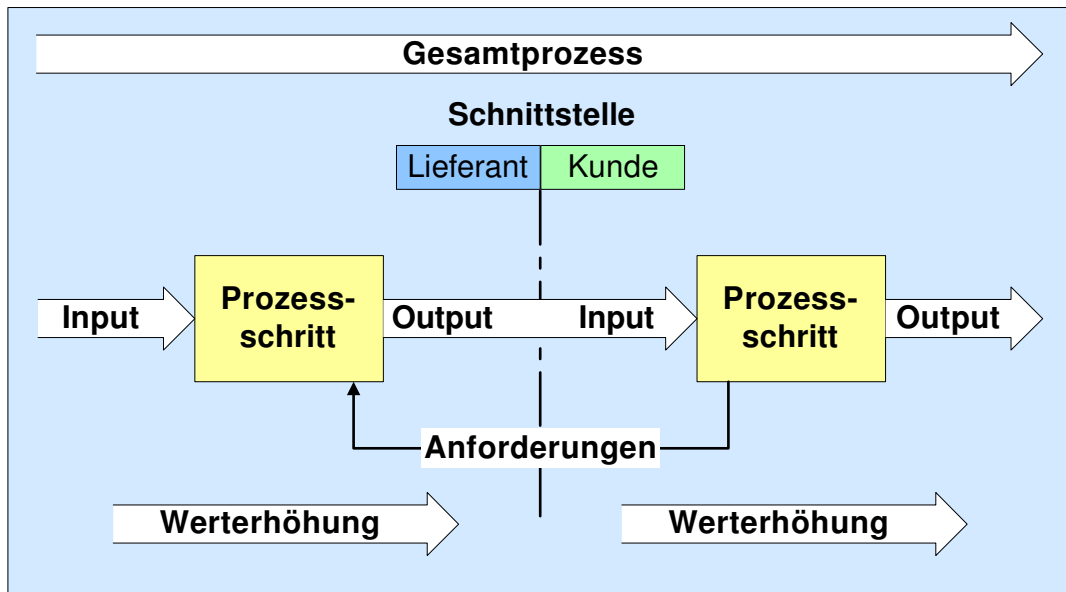 Gesamtprozess
Schnittstelle
Lieferant Kunde
Input
Prozess-
schritt
Output
Input
Prozess-
schritt
Output
Anforderungen
Werterhöhung
Werterhöhung